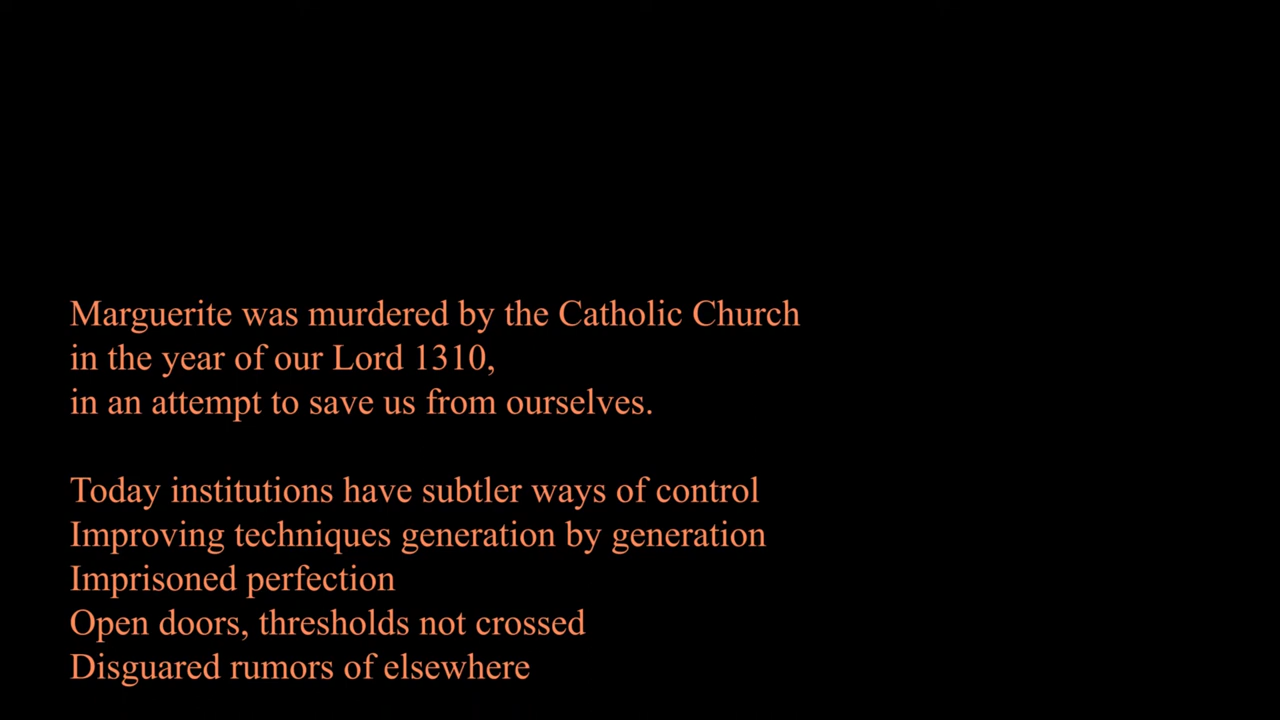 Marguerite was murdered by the Catholic Church
in the year of our Lord 1310,
in an attempt to save us from ourselves.
Today institutions have subtler ways of control
Improving techniques generation by generation
Imprisoned perfection
Open doors, thresholds not crossed
Disguared rumors of elsewhere